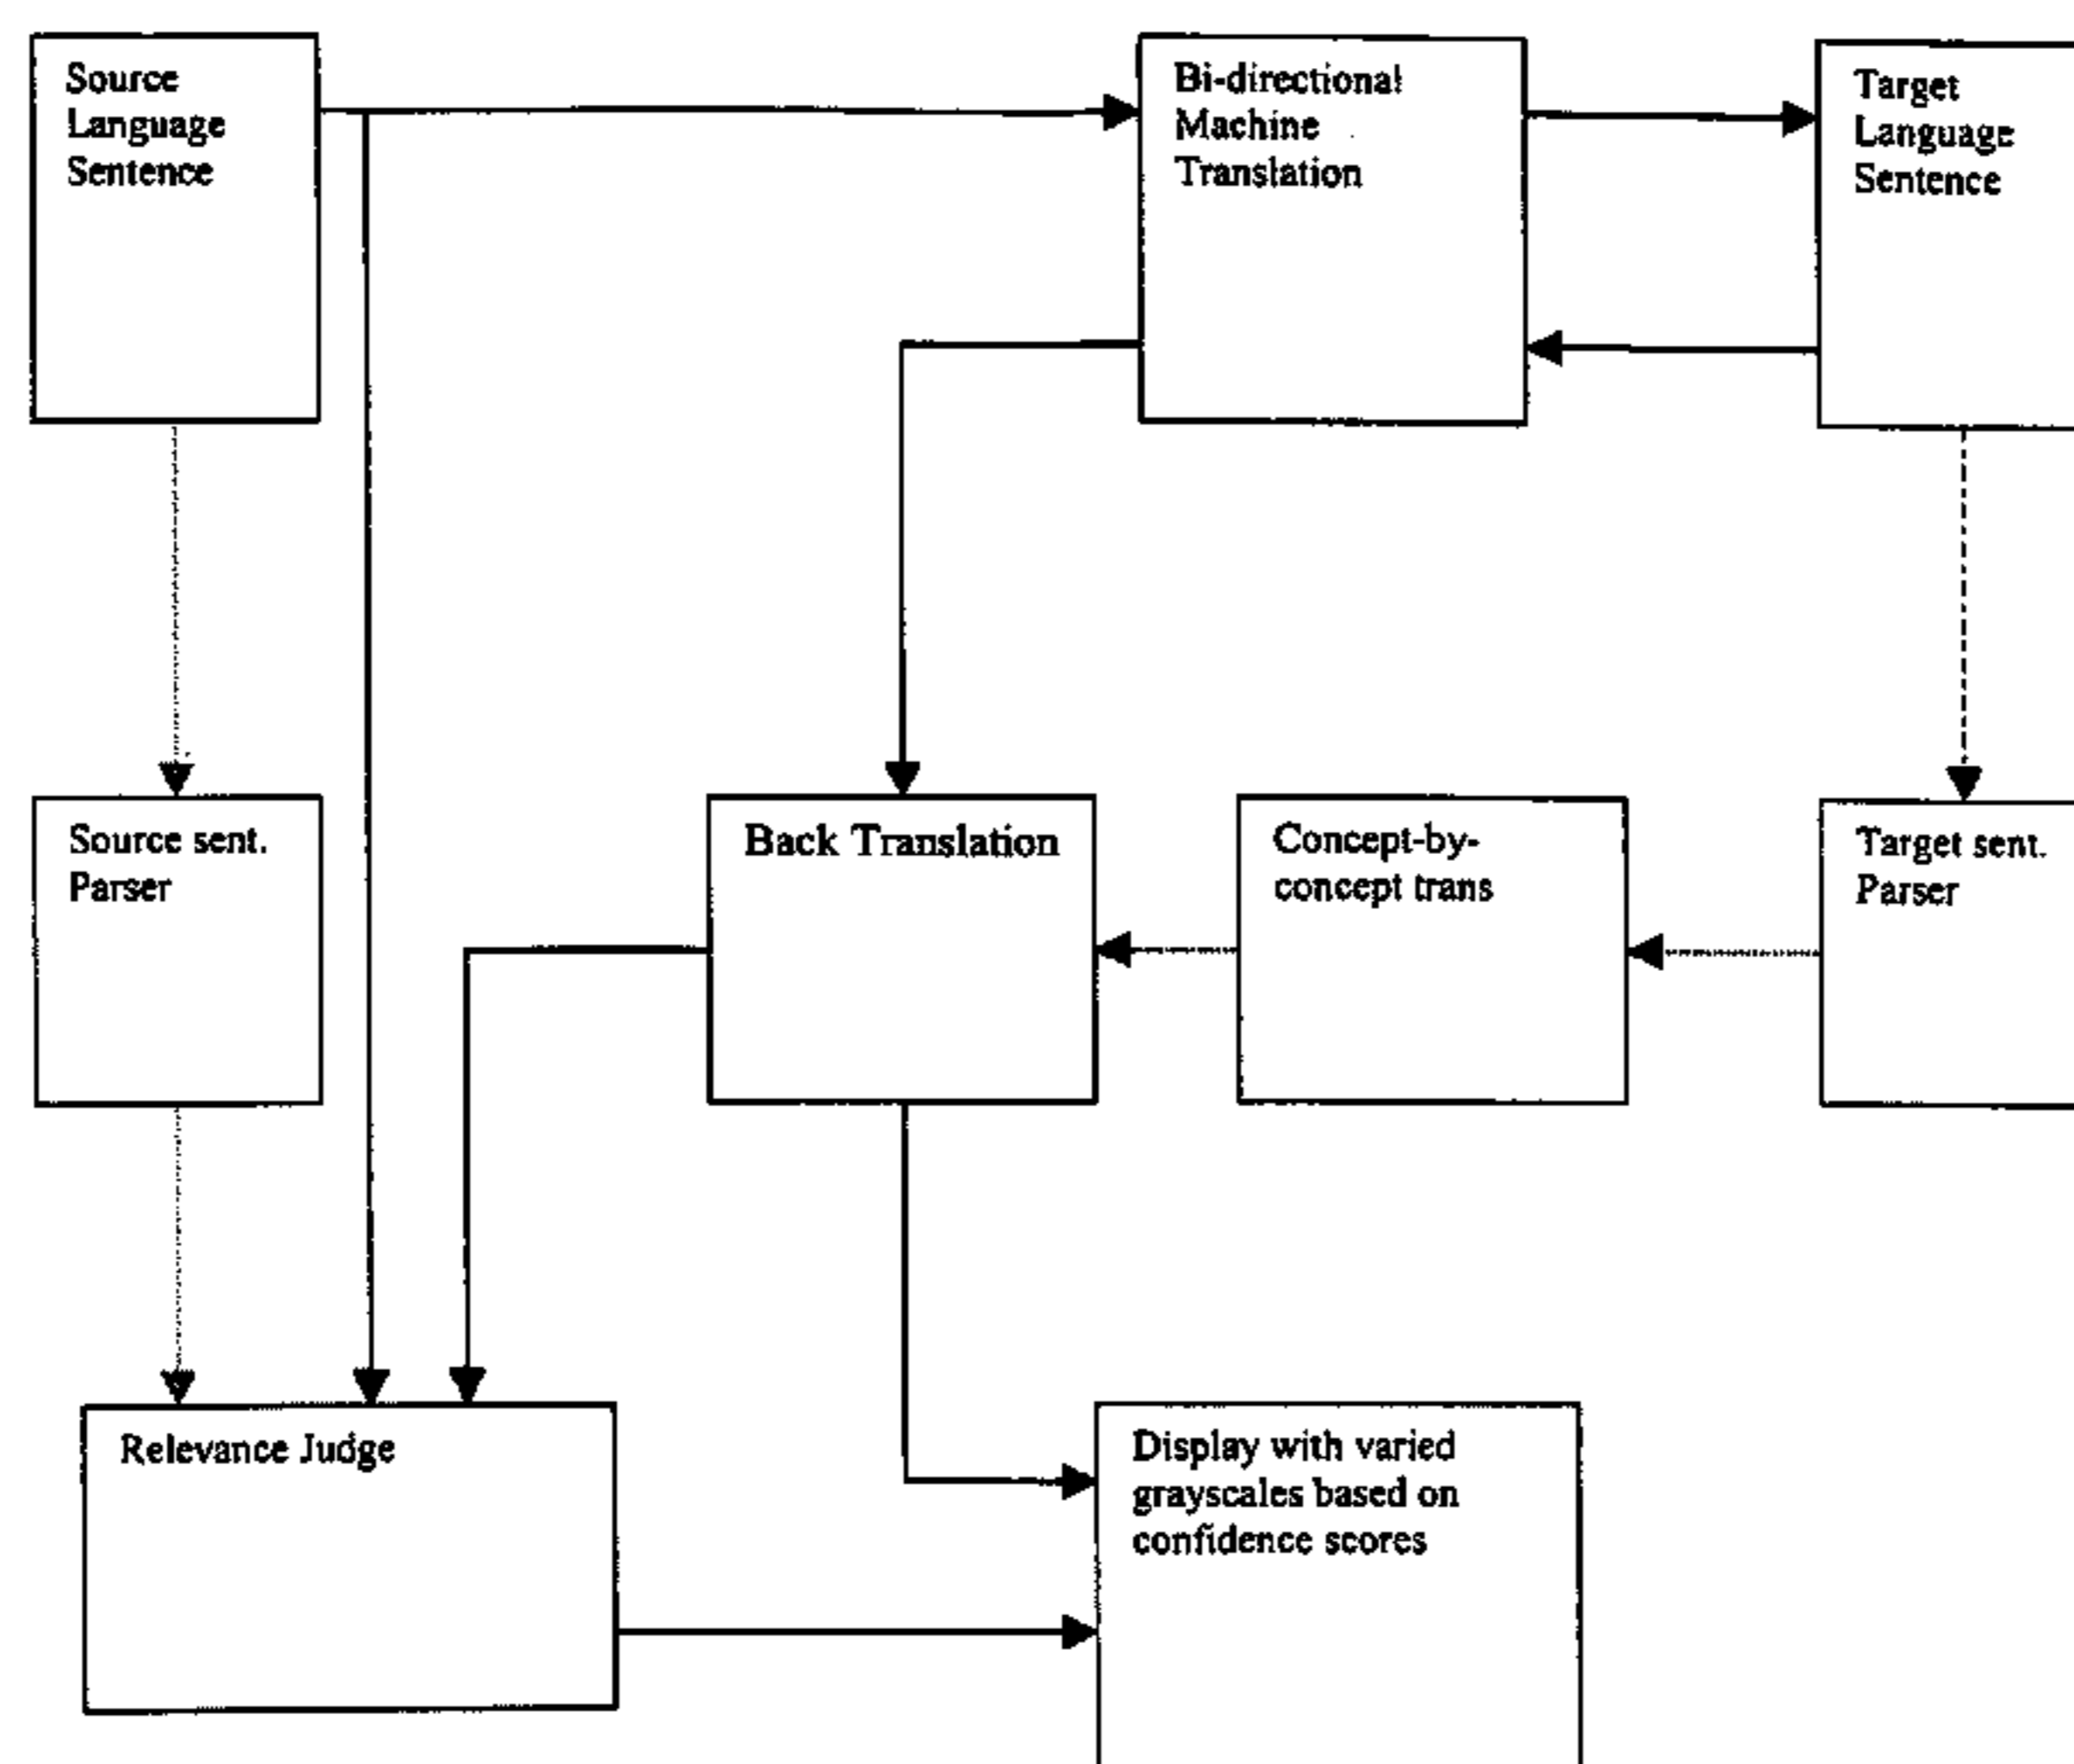 Source
Language
Sentence
Bi-directional
Machine
Translation
Target
Language
Sentence
Source sent.
Parser
Back Translation
Concept-by-
concept trans
Target sent.
Parser
Relevance Judge
Display with varied
grayscales based on
confidence scores